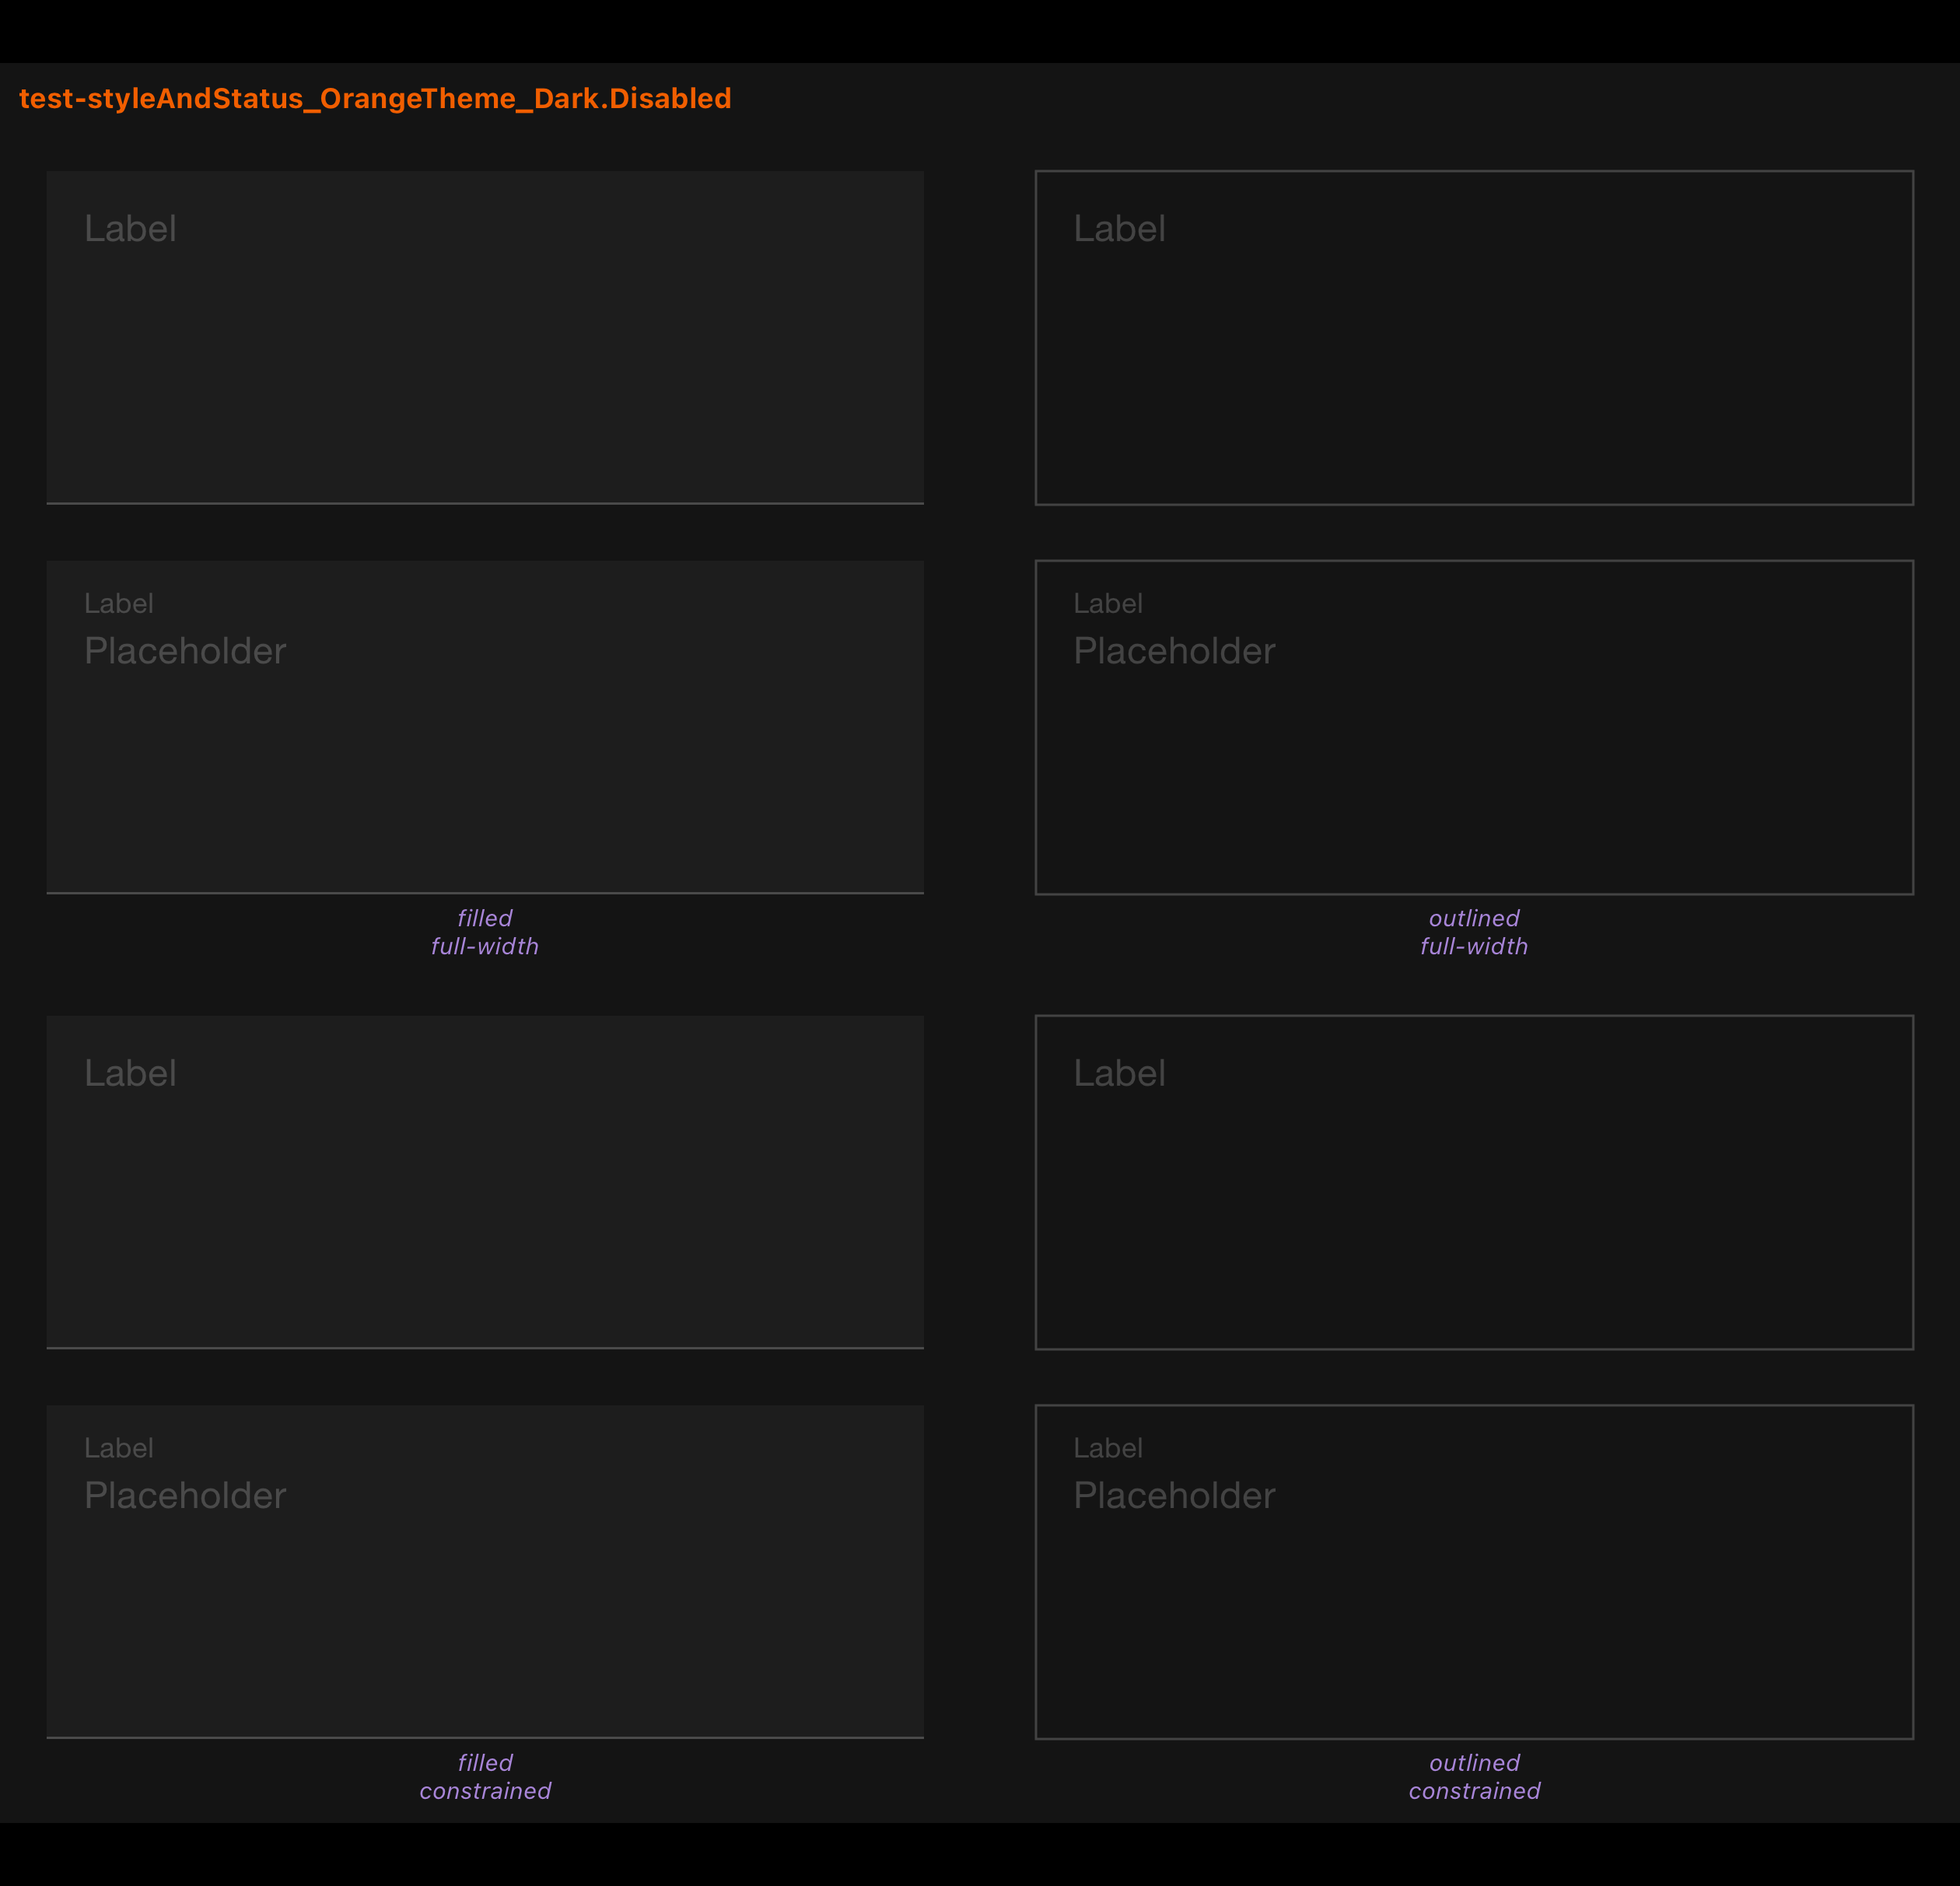 test-styleAndStatus_OrangeTheme_Dark.Disabled
Label
Label
Label
Placeholder
Label
Placeholder
filled
full-width
outlined
full-width
Label
Label
Label
Placeholder
Label
Placeholder
filled
constrained
outlined
constrained